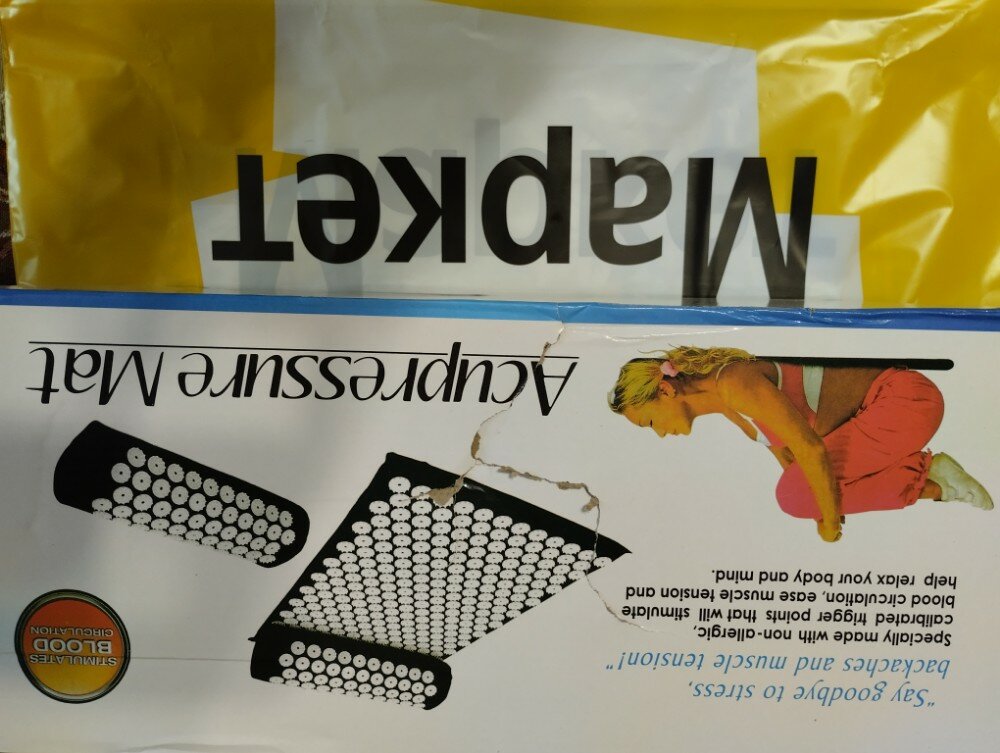 "Say goodbye to stress,
backaches and muscle tension!"
Specially made with non-allergic,
calibrated trigger points that will stimulate
blood circulation, ease muscle tension and
help relax your body and mind.
STIMULATES
BLOOD
CIRCULATION
Acupressure Mat
Маркет